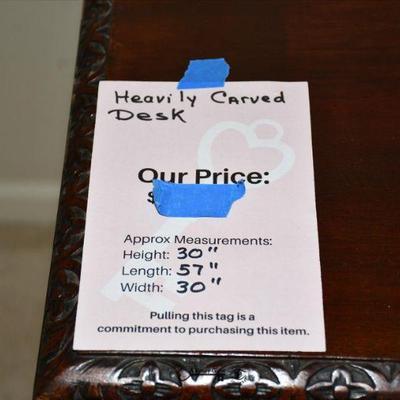 Heavily Carved
Desk
Our Price:
$
Approx Measurements:
Height: 30"
Length: 57"
Width: 30"
Pulling this tag is a
commitment to purchasing this item.